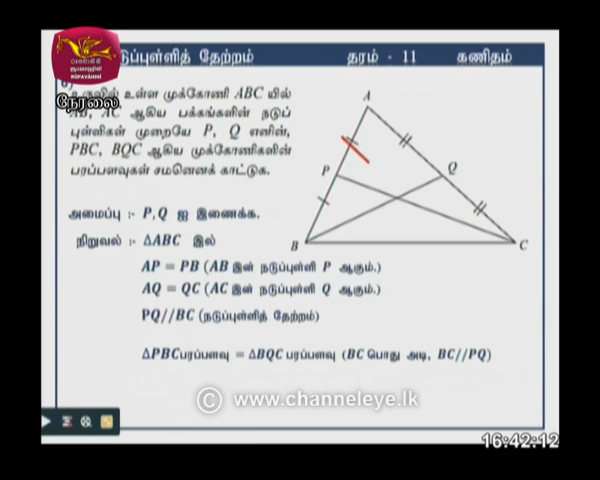 டுப்புள்ளித் தேற்றம் தரம் - 11 கணிதம்
நேரலை
உருவில் உள்ள முக்கோணி ABC யில்
AB, AC ஆகிய பக்கங்களின் நடுப்
புள்ளிகள் முறையே P, Q எனின்,
PBC, BQC ஆகிய முக்கோணிகளின்
பரப்பளவுகள் சமனெனக் காட்டுக.
A
P
Q
B
C
அமைப்பு :- P,Q ஐ இணைக்க.
நிறுவல் :- ΔABC இல்
AP = PB (AB இன் நடுப்புள்ளி P ஆகும்.)
AQ = QC (AC இன் நடுப்புள்ளி Q ஆகும்.)
PQ//BC (நடுப்புள்ளித் தேற்றம்)
ΔPBCபரப்பளவு = ΔBQC பரப்பளவு (BC பொது அடி, BC//PQ)
© www.channeleye.lk
16:42:12